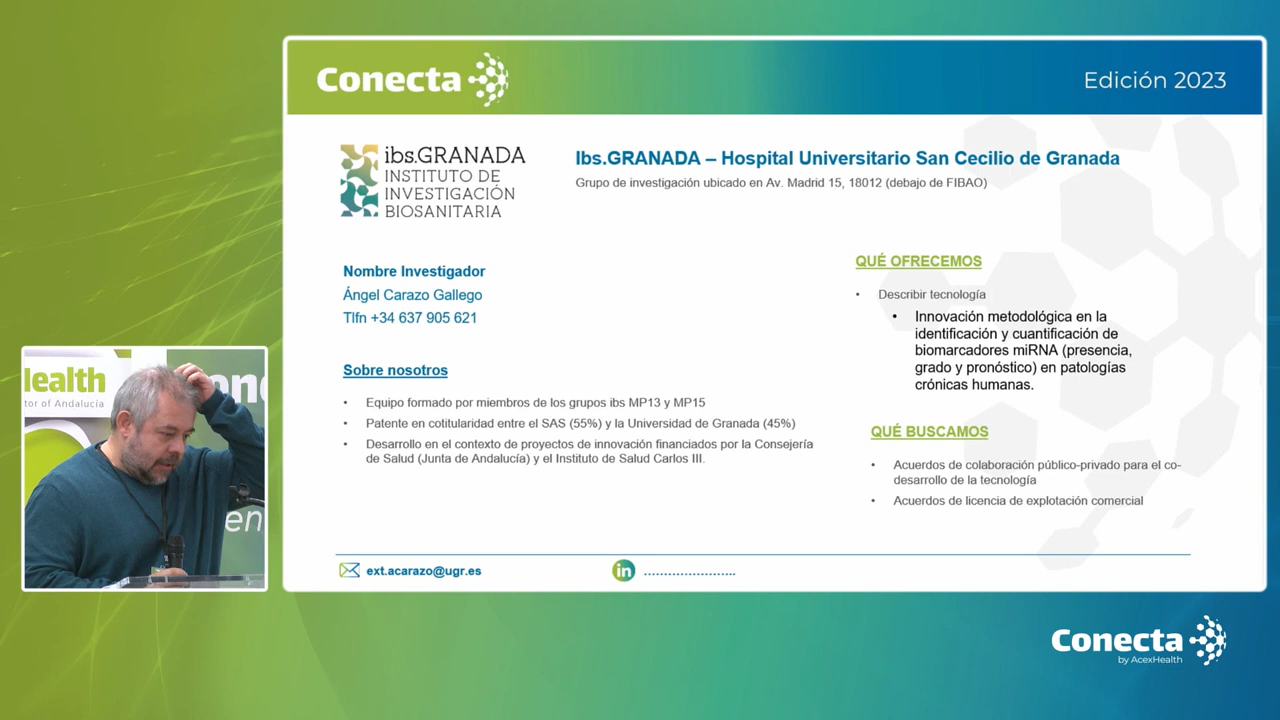 Conecta
Edición 2023
ibs.GRANADA
INSTITUTO DE
INVESTIGACIÓN
BIOSANITARIA
Ibs.GRANADA – Hospital Universitario San Cecilio de Granada
Grupo de investigación ubicado en Av. Madrid 15, 18012 (debajo de FIBAO)
Nombre Investigador
Ángel Carazo Gallego
Tlfn +34 637 905 621
Sobre nosotros
• Equipo formado por miembros de los grupos ibs MP13 y MP15
• Patente en cotitularidad entre el SAS (55%) y la Universidad de Granada (45%)
• Desarrollo en el contexto de proyectos de innovación financiados por la Consejería
de Salud (Junta de Andalucía) y el Instituto de Salud Carlos III.
QUÉ OFRECEMOS
• Describir tecnología
• Innovación metodológica en la
identificación y cuantificación de
biomarcadores miRNA (presencia,
grado y pronóstico) en patologías
crónicas humanas.
QUÉ BUSCAMOS
• Acuerdos de colaboración público-privado para el co-
desarrollo de la tecnología
• Acuerdos de licencia de explotación comercial
ext.acarazo@ugr.es
in ........................
lealth
tor of Andalucía
one
en
Conecta
by AcexHealth